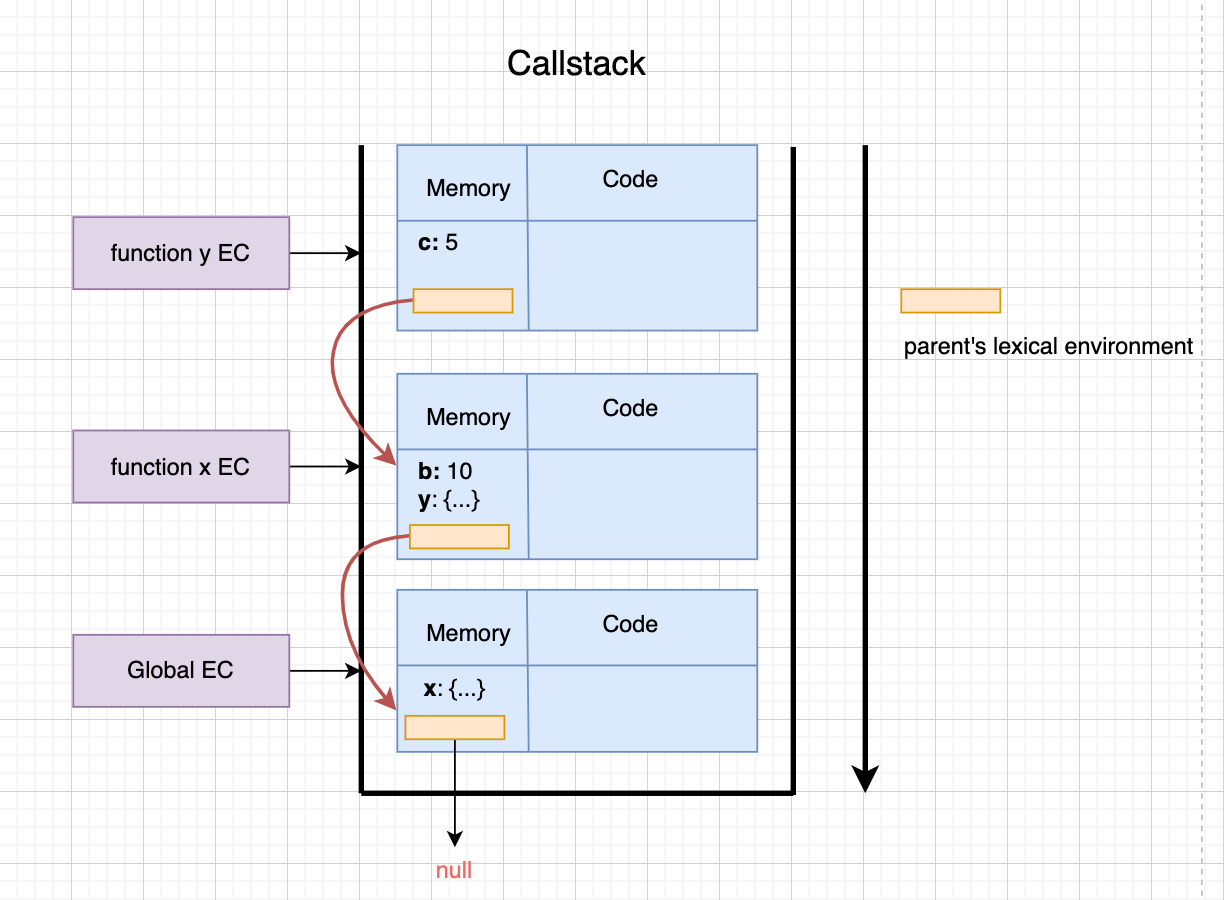 Callstack
Memory
Code
function y EC
c: 5
parent's lexical environment
Memory
Code
function x EC
b: 10
y: {...}
Memory
Code
Global EC
x: {...}
null